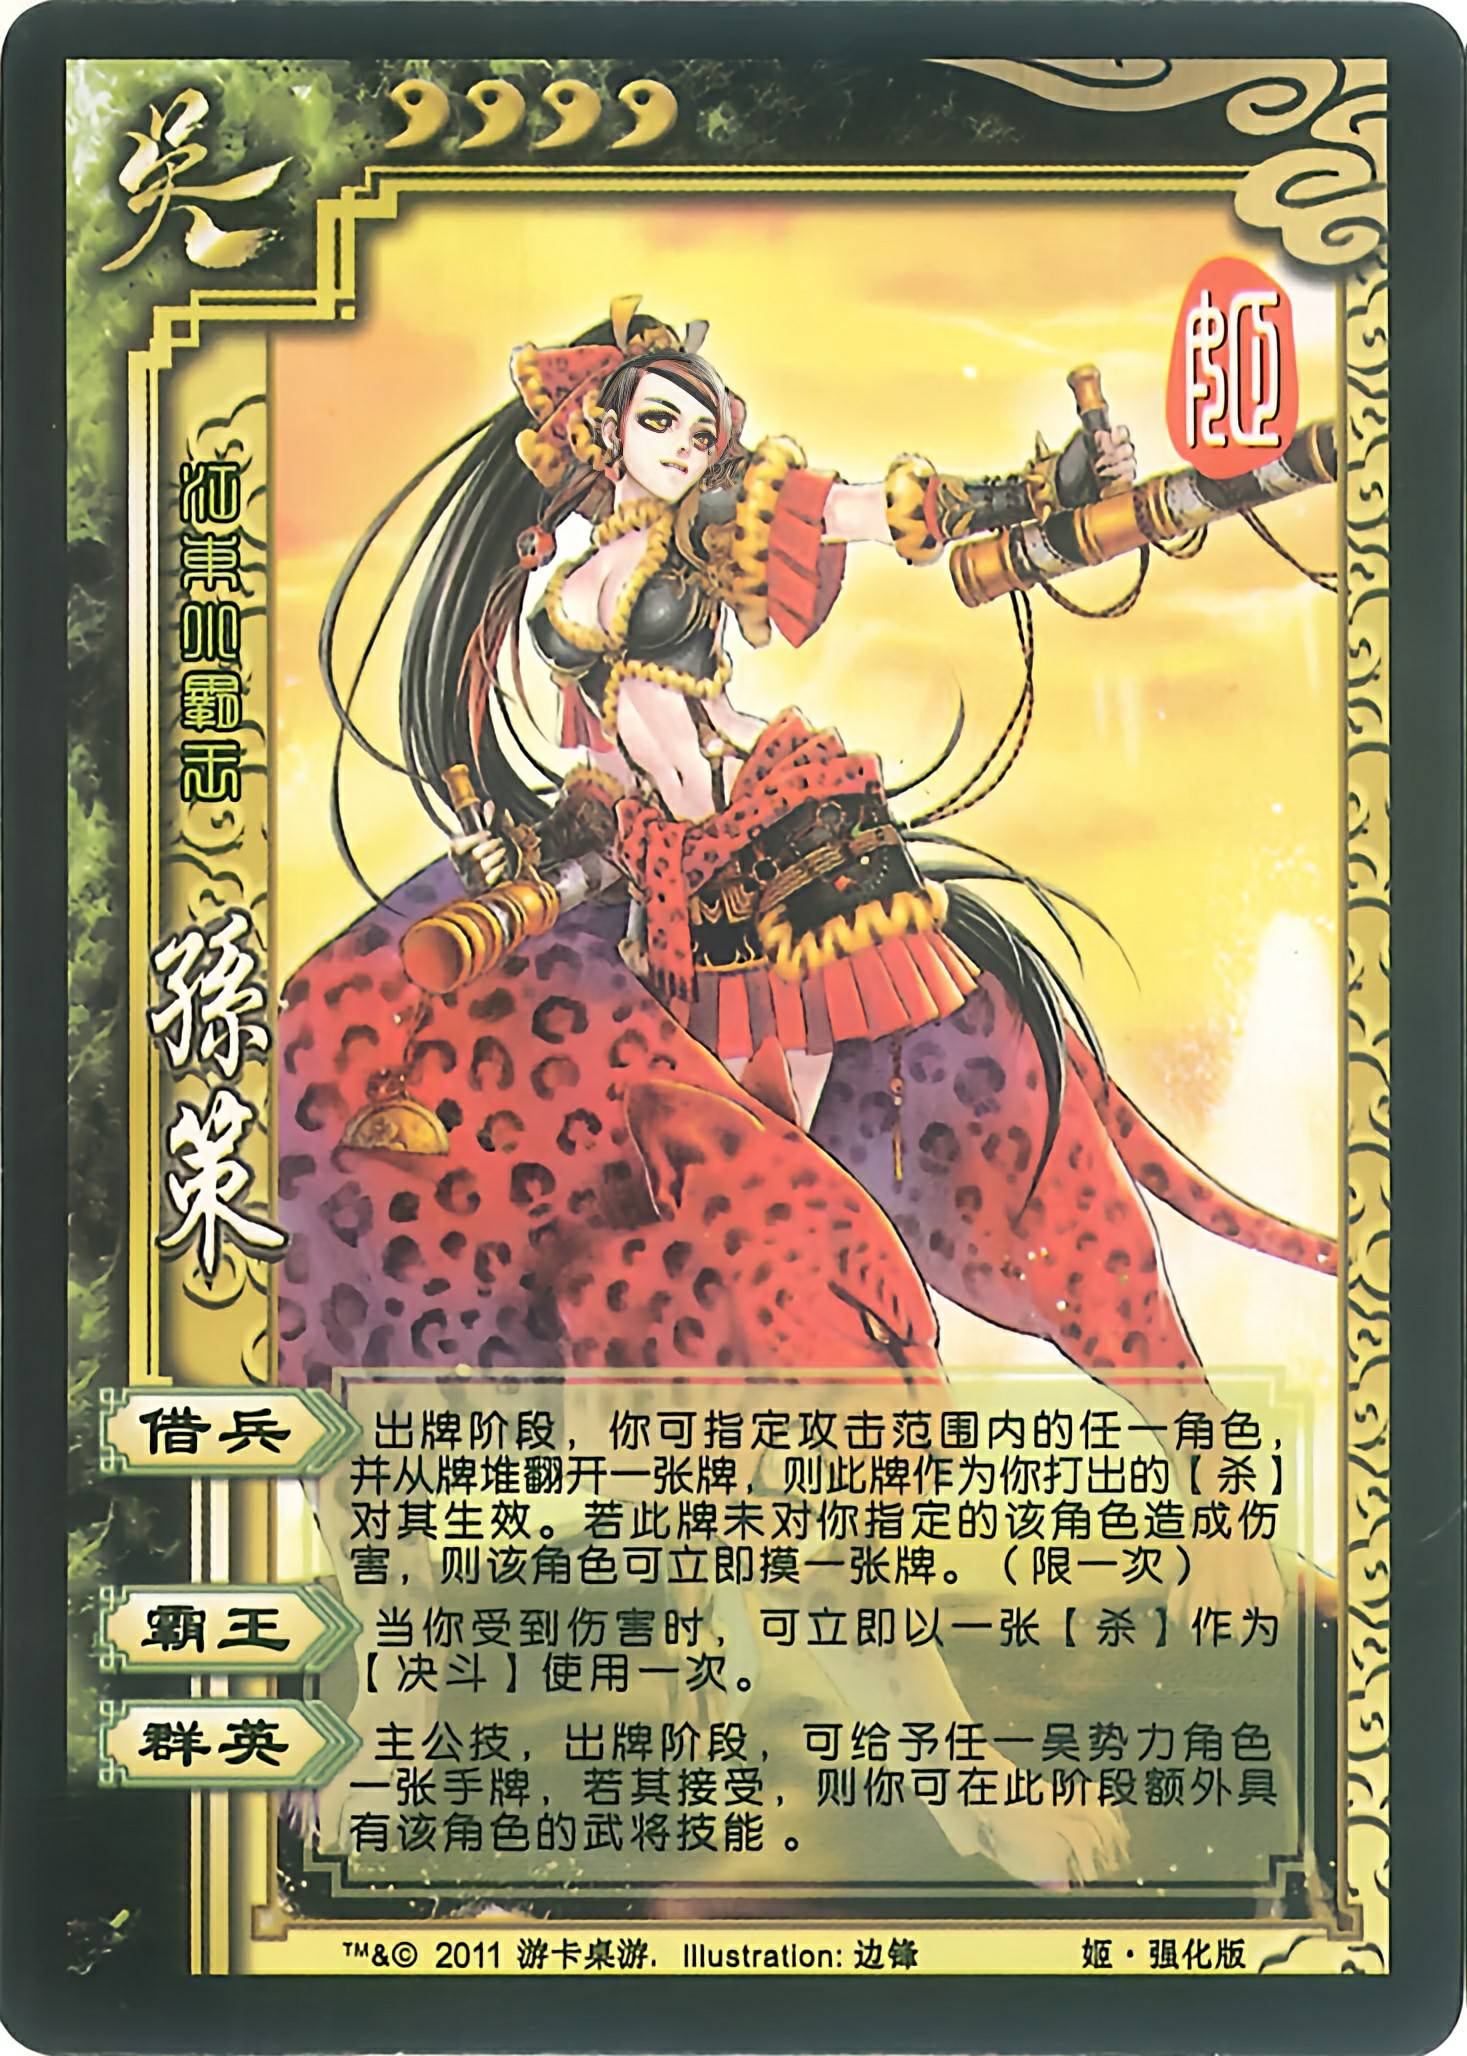 吴
姬
江東小霸王
孫策
借兵
出牌阶段，你可指定攻击范围内的任一角色，
并从牌堆翻开一张牌，则此牌作为你打出的【杀】
对其生效。若此牌未对你指定的该角色造成伤
害，则该角色可立即摸一张牌。（限一次）
霸王
当你受到伤害时，可立即以一张【杀】作为
【决斗】使用一次。
群英
主公技，出牌阶段，可给予任一吴势力角色
一张手牌，若其接受，则你可在此阶段额外具
有该角色的武将技能。
™&© 2011 游卡桌游. Illustration: 边锋
姬·强化版